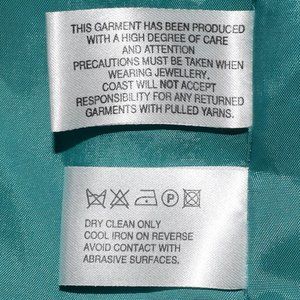 THIS GARMENT HAS BEEN PRODUCED
WITH A HIGH DEGREE OF CARE
AND ATTENTION
PRECAUTIONS MUST BE TAKEN WHEN
WEARING JEWELLERY.
COAST WILL NOT ACCEPT
RESPONSIBILITY FOR ANY RETURNED
GARMENTS WITH PULLED YARNS.
P
DRY CLEAN ONLY
COOL IRON ON REVERSE
AVOID CONTACT WITH
ABRASIVE SURFACES.